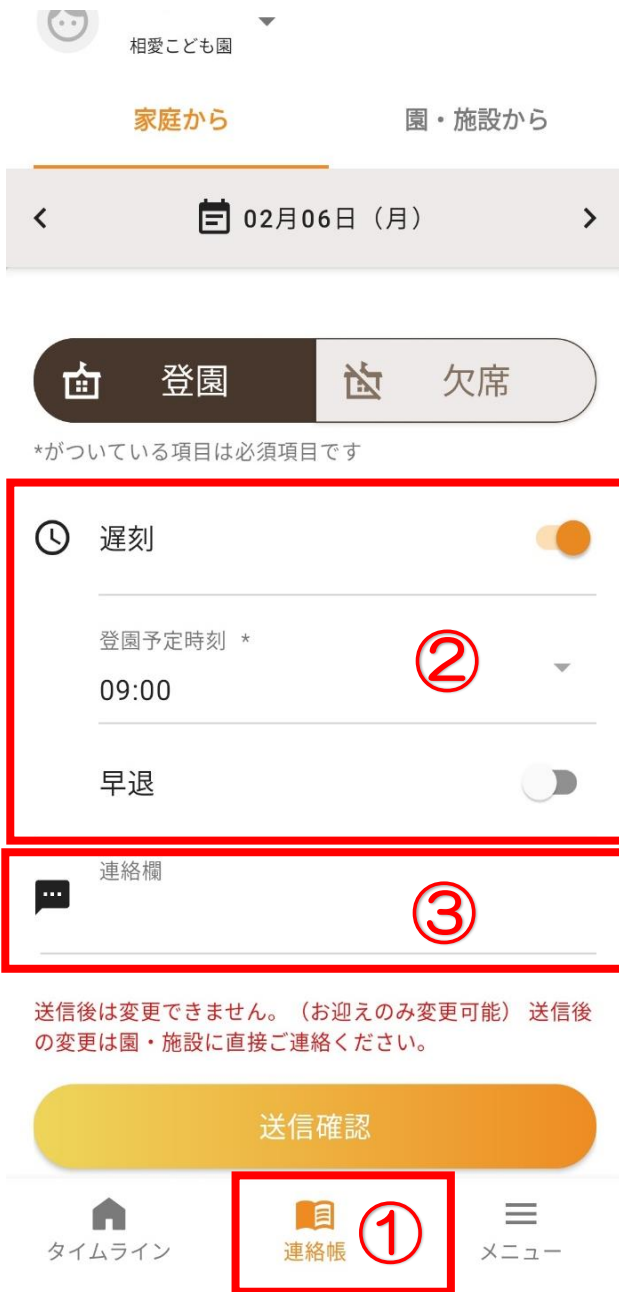 相愛こども園
家庭から 園・施設から
02月06日（月）
登園 欠席
*がついている項目は必須項目です
遅刻
登園予定時刻 *
②
09:00
早退
連絡欄
③
送信後は変更できません。（お迎えのみ変更可能） 送信後
の変更は園・施設に直接ご連絡ください。
送信確認
タイムライン 連絡帳 ① メニュー